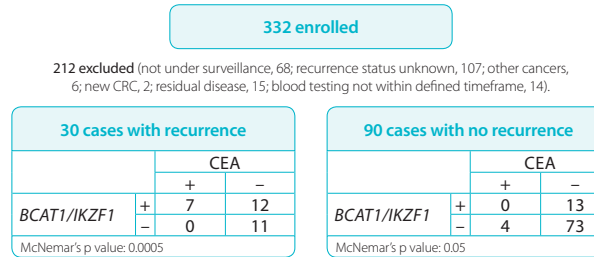 332 enrolled
212 excluded (not under surveillance, 68; recurrence status unknown, 107; other cancers,
6; new CRC, 2; residual disease, 15; blood testing not within defined timeframe, 14).
30 cases with recurrence
CEA
+ –
BCAT1/IKZF1
+ 7 12
– 0 11
McNemar's p value: 0.0005
90 cases with no recurrence
CEA
+ –
BCAT1/IKZF1
+ 0 13
– 4 73
McNemar's p value: 0.05